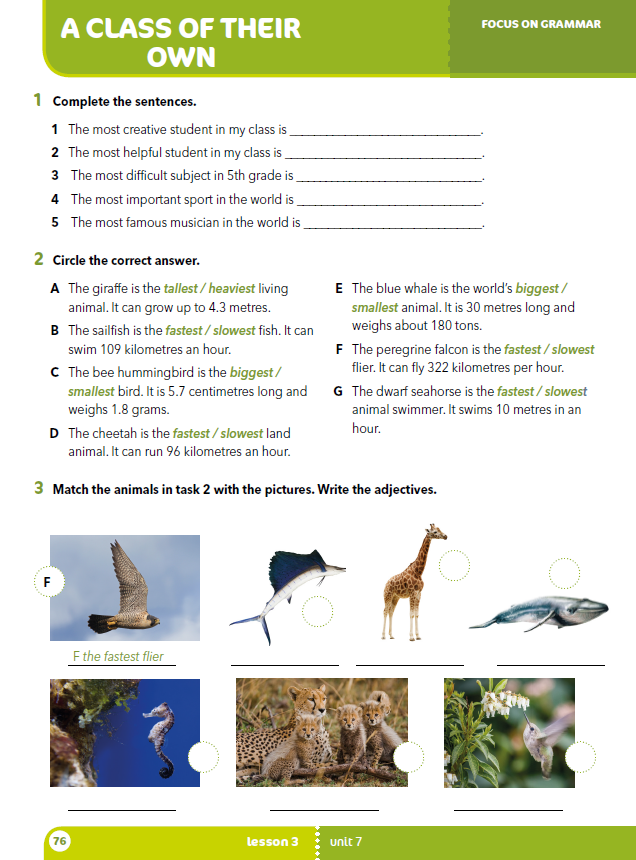 A CLASS OF THEIR
OWN
FOCUS ON GRAMMAR
1 Complete the sentences.
1 The most creative student in my class is ______________________________.
2 The most helpful student in my class is ______________________________.
3 The most difficult subject in 5th grade is ______________________________.
4 The most important sport in the world is ______________________________.
5 The most famous musician in the world is ______________________________.
2 Circle the correct answer.
A The giraffe is the tallest / heaviest living
animal. It can grow up to 4.3 metres.
B The sailfish is the fastest / slowest fish. It can
swim 109 kilometres an hour.
C The bee hummingbird is the biggest /
smallest bird. It is 5.7 centimetres long and
weighs 1.8 grams.
D The cheetah is the fastest / slowest land
animal. It can run 96 kilometres an hour.
E The blue whale is the world's biggest /
smallest animal. It is 30 metres long and
weighs about 180 tons.
F The peregrine falcon is the fastest / slowest
flier. It can fly 322 kilometres per hour.
G The dwarf seahorse is the fastest / slowest
animal swimmer. It swims 10 metres in an
hour.
3 Match the animals in task 2 with the pictures. Write the adjectives.
F
F the fastest flier
76
lesson 3
unit 7